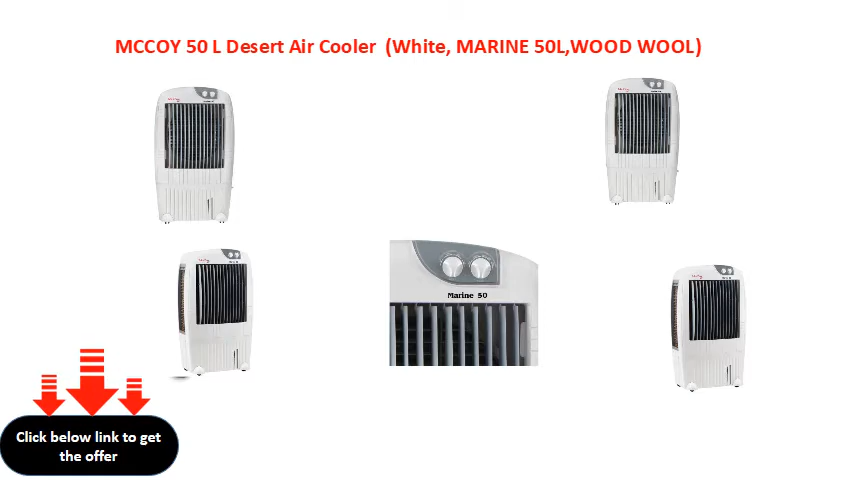 MCCOY 50 L Desert Air Cooler (White, MARINE 50L,WOOD WOOL)
Marine 50
Click below link to get
the offer